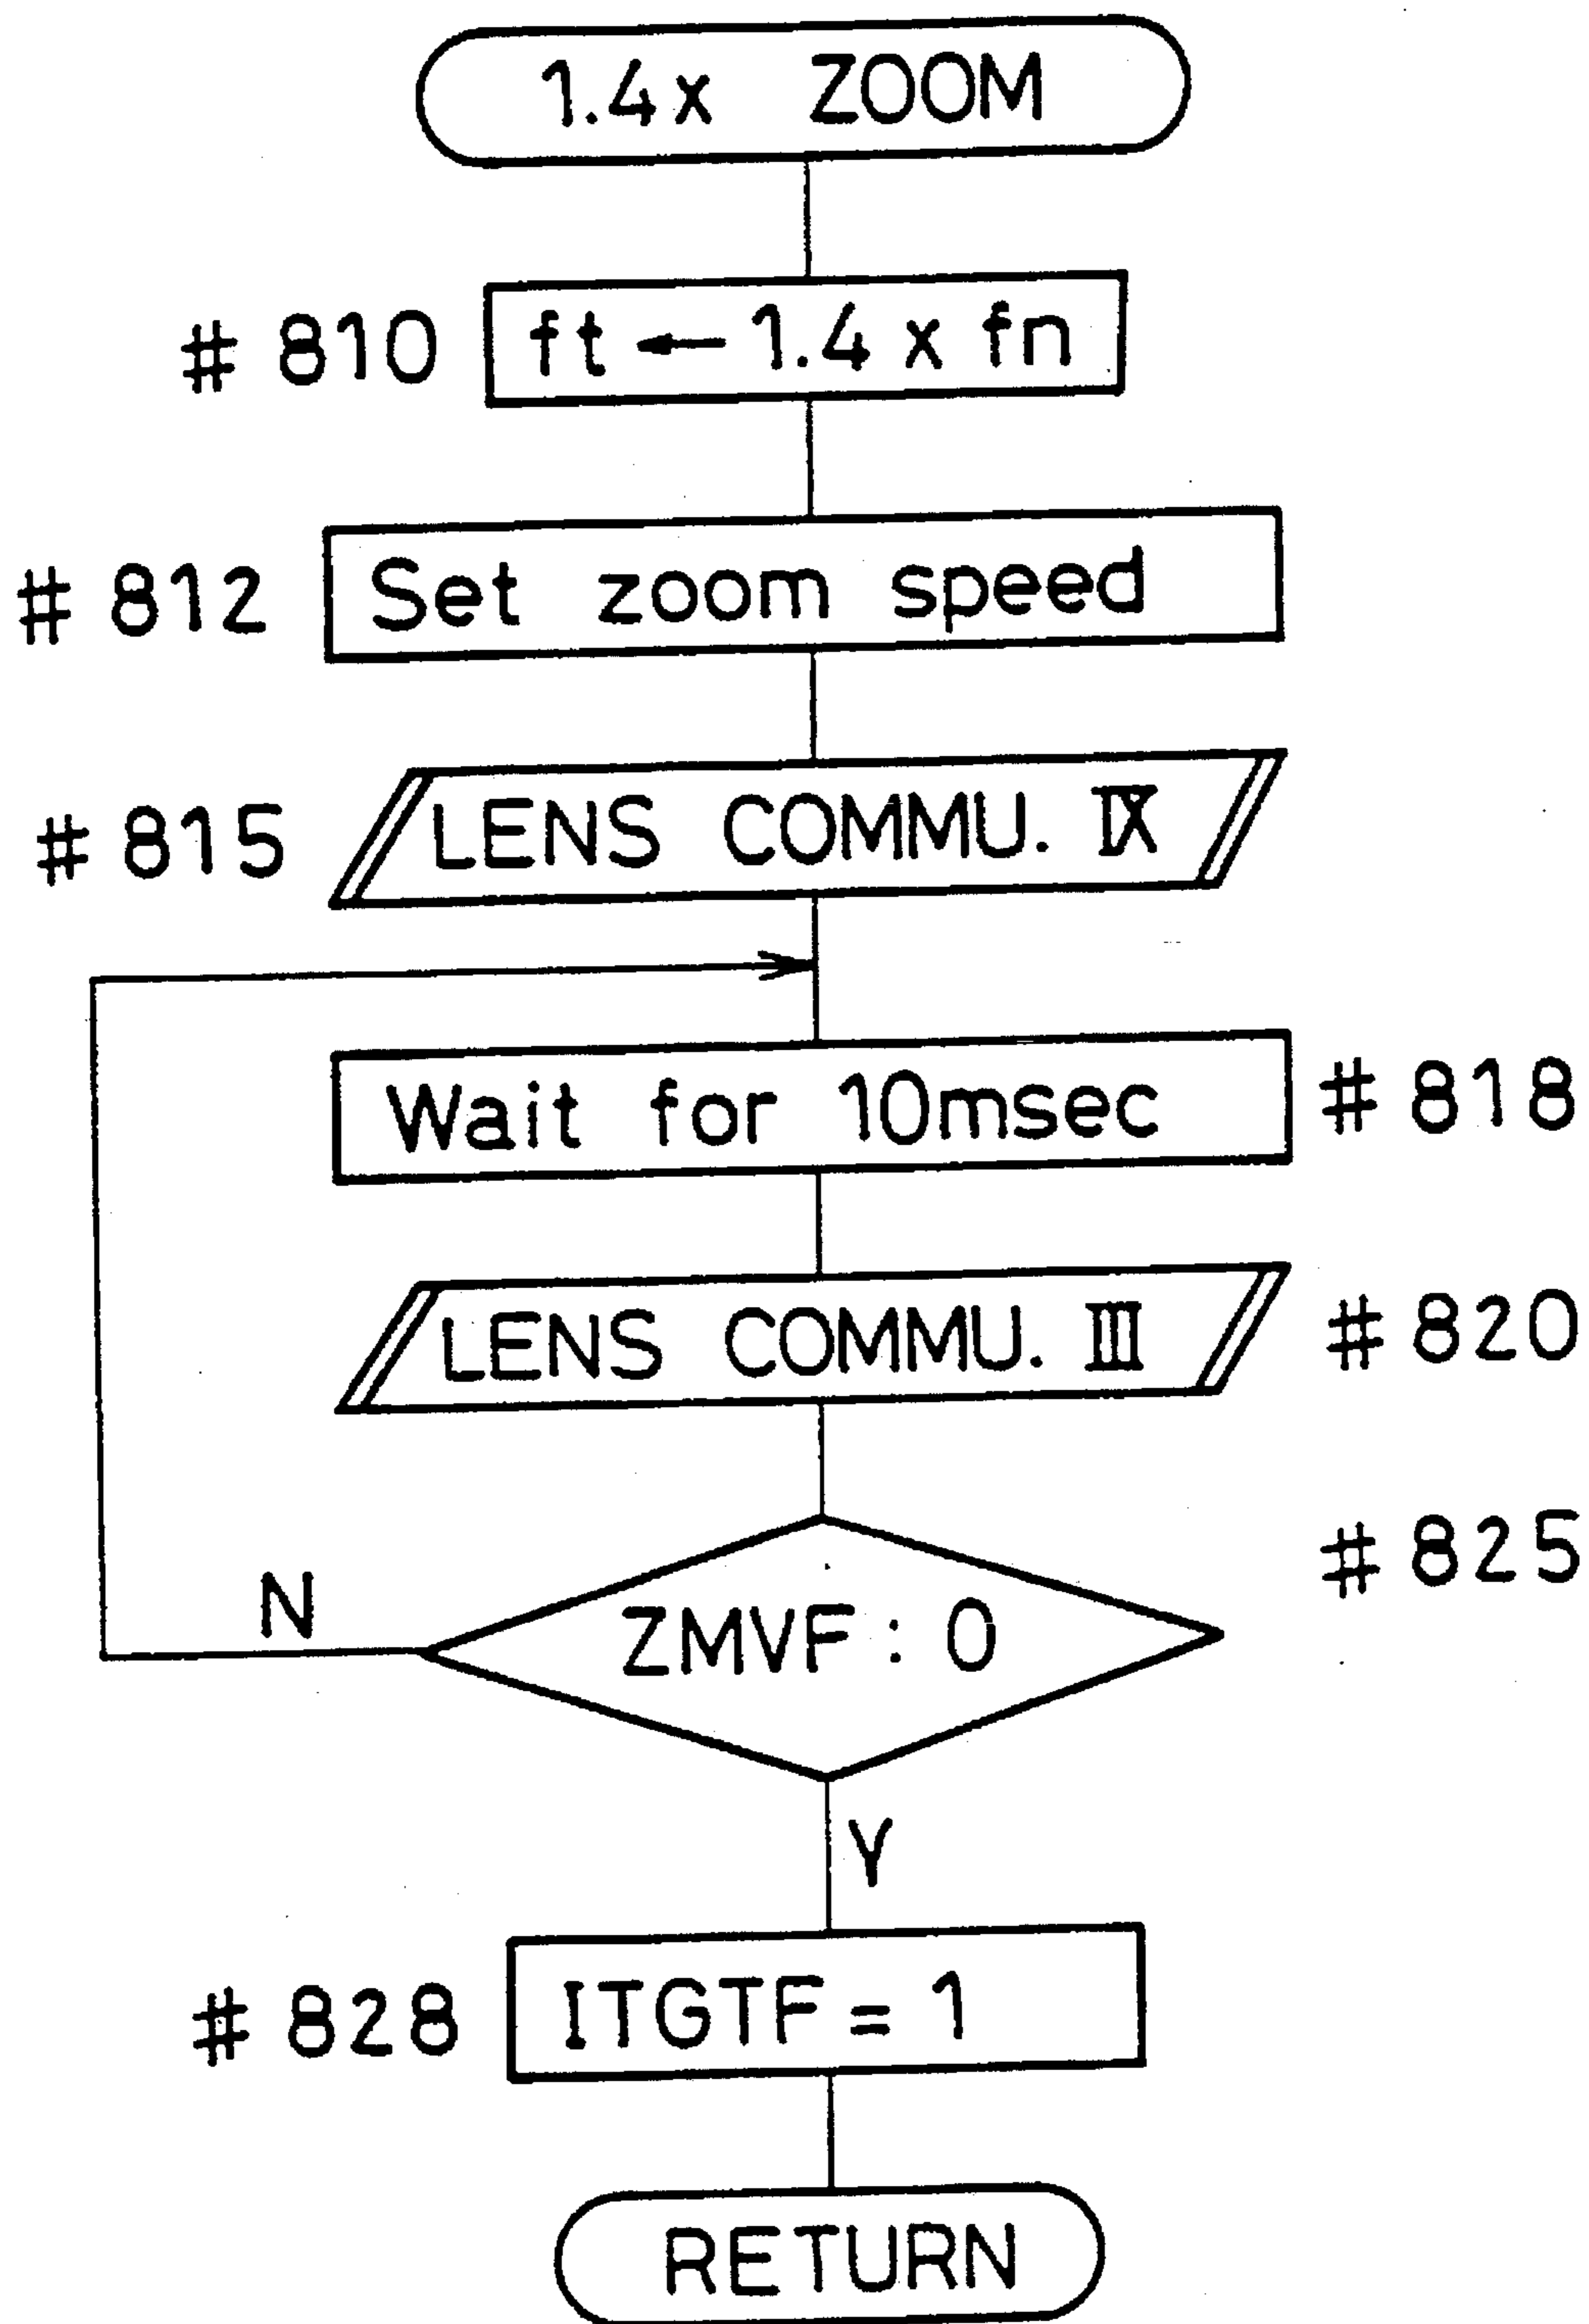 1.4x ZOOM
#810 ft ← 1.4 x fn
#812 Set zoom speed
#815 LENS COMMU. IX
Wait for 10msec #818
LENS COMMU. III #820
#825
N ZMVF : 0
Y
#828 ITGTF = 1
RETURN